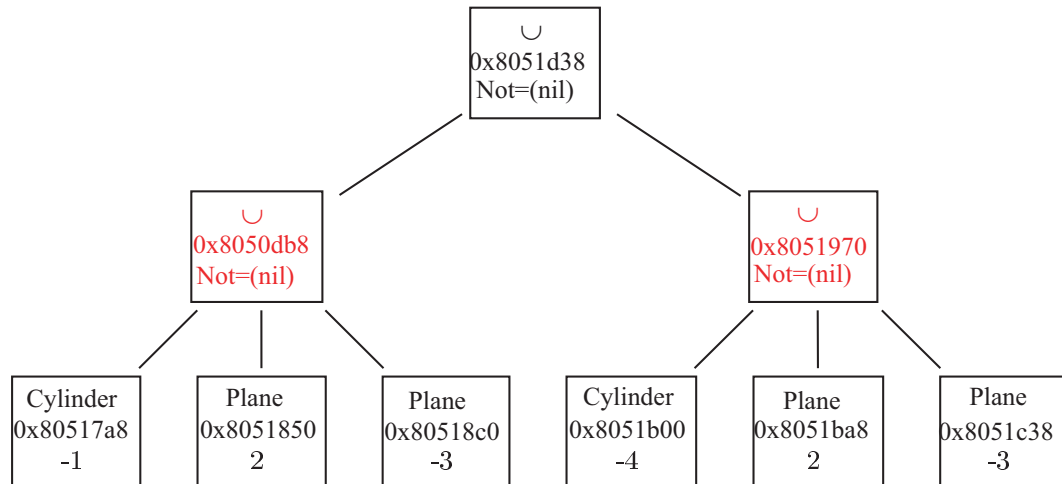 ∪
0x8051d38
Not=(nil)
∪
0x8050db8
Not=(nil)
∪
0x8051970
Not=(nil)
Cylinder
0x80517a8
-1
Plane
0x8051850
2
Plane
0x80518c0
-3
Cylinder
0x8051b00
-4
Plane
0x8051ba8
2
Plane
0x8051c38
-3